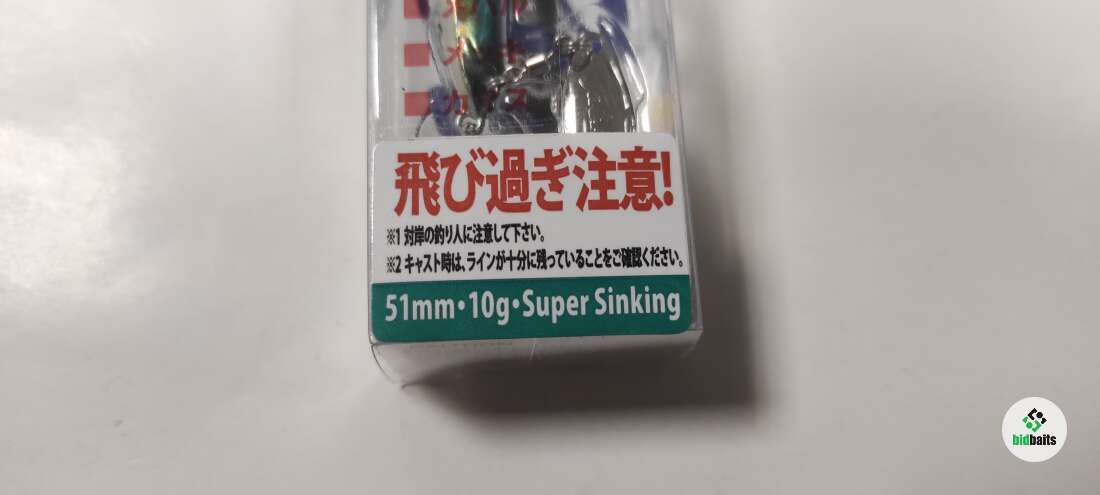 飛び過ぎ注意!
※1 対岸の釣り人に注意して下さい。
※2 キャスト時は、ラインが十分に残っていることをご確認ください。
51mm・10g・Super Sinking
bidbaits